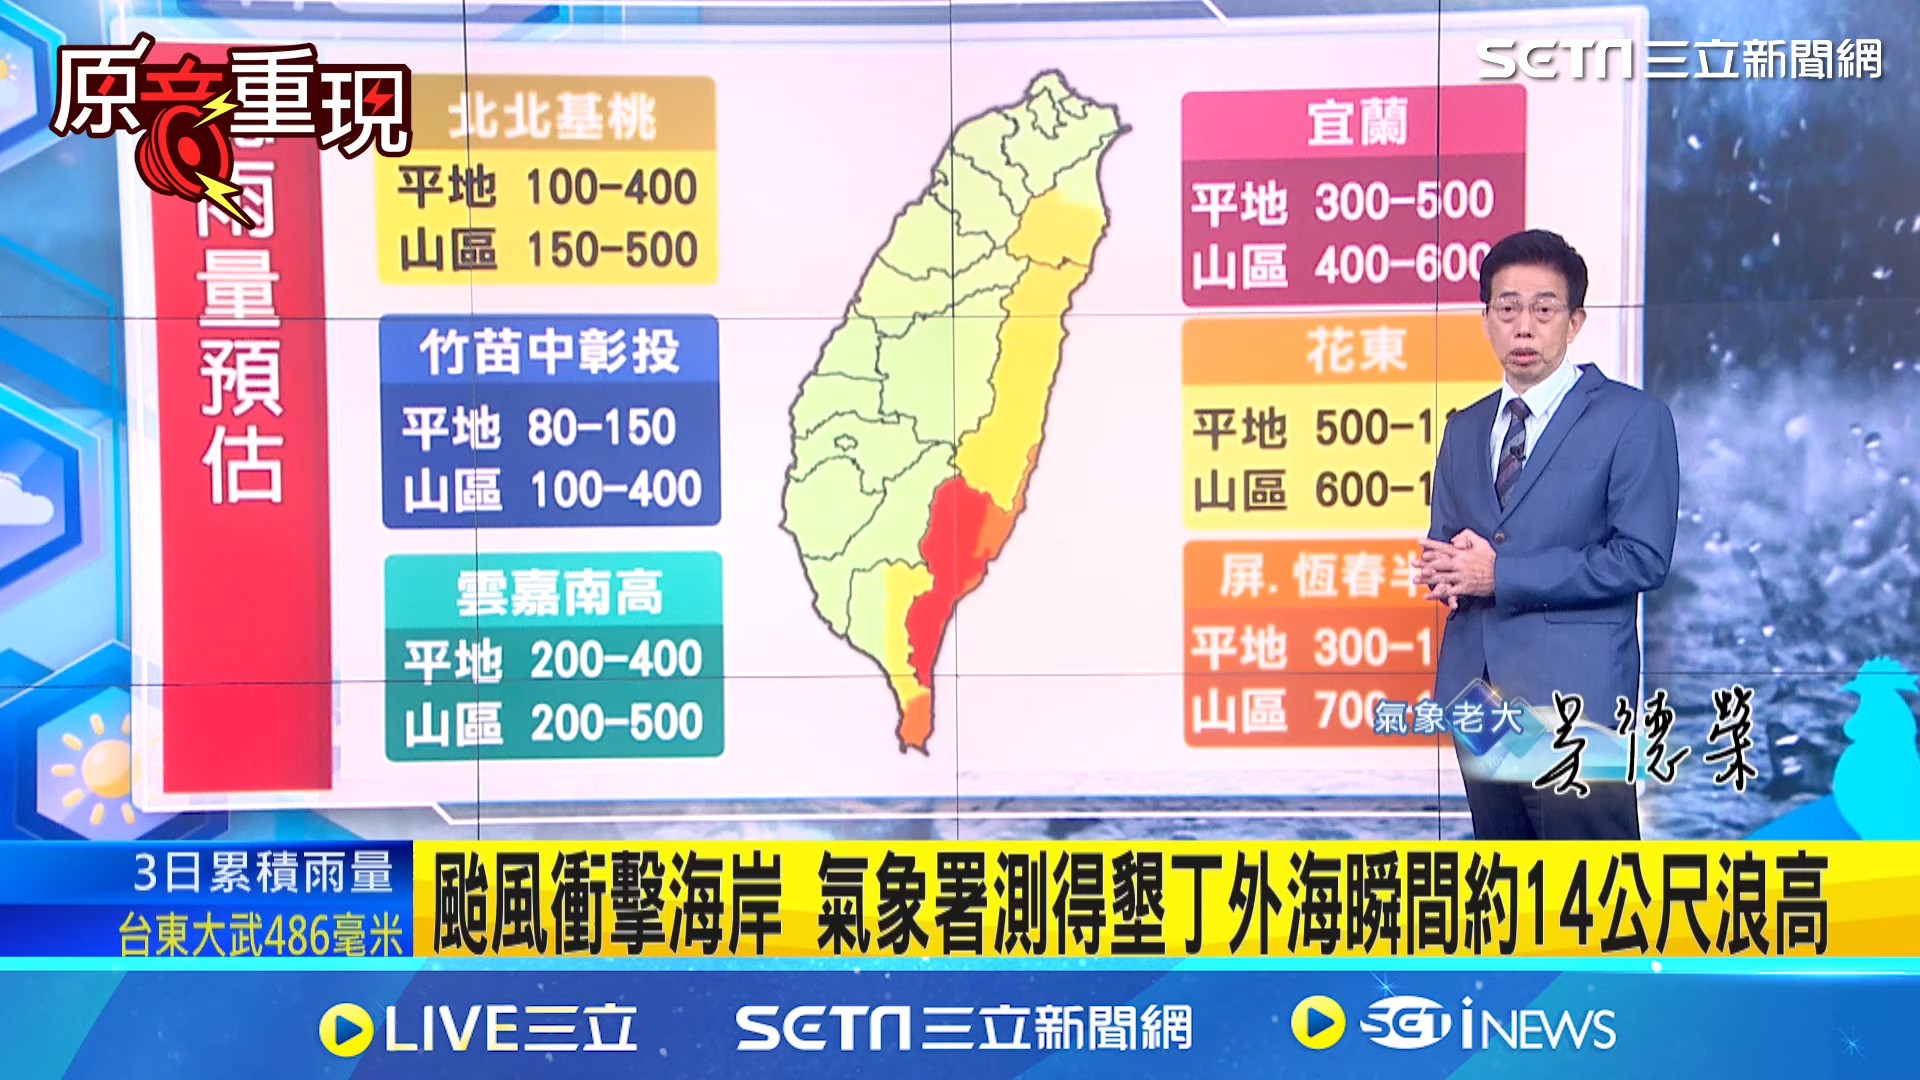 原音重現
SETN三立新聞網
雨量預估
北北基桃
平地 100-400
山區 150-500
竹苗中彰投
平地 80-150
山區 100-400
雲嘉南高
平地 200-400
山區 200-500
宜蘭
平地 300-500
山區 400-600
花東
平地 500-1
山區 600-1
屏.恆春半
平地 300-1
山區 700
氣象老大
吳德榮
3日累積雨量
台東大武486毫米
颱風衝擊海岸 氣象署測得墾丁外海瞬間約14公尺浪高
LIVE三立
SETN三立新聞網
SET iNEWS